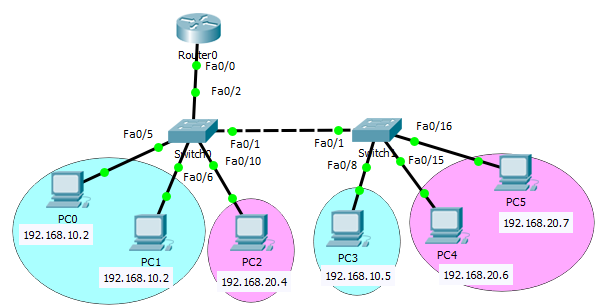 Router0
Fa0/0
Fa0/2
Fa0/5
Switch0
Fa0/1
Fa0/1
Switch1
Fa0/16
Fa0/6
Fa0/10
Fa0/8
Fa0/15
PC0
192.168.10.2
PC1
192.168.10.2
PC2
192.168.20.4
PC3
192.168.10.5
PC4
192.168.20.6
PC5
192.168.20.7